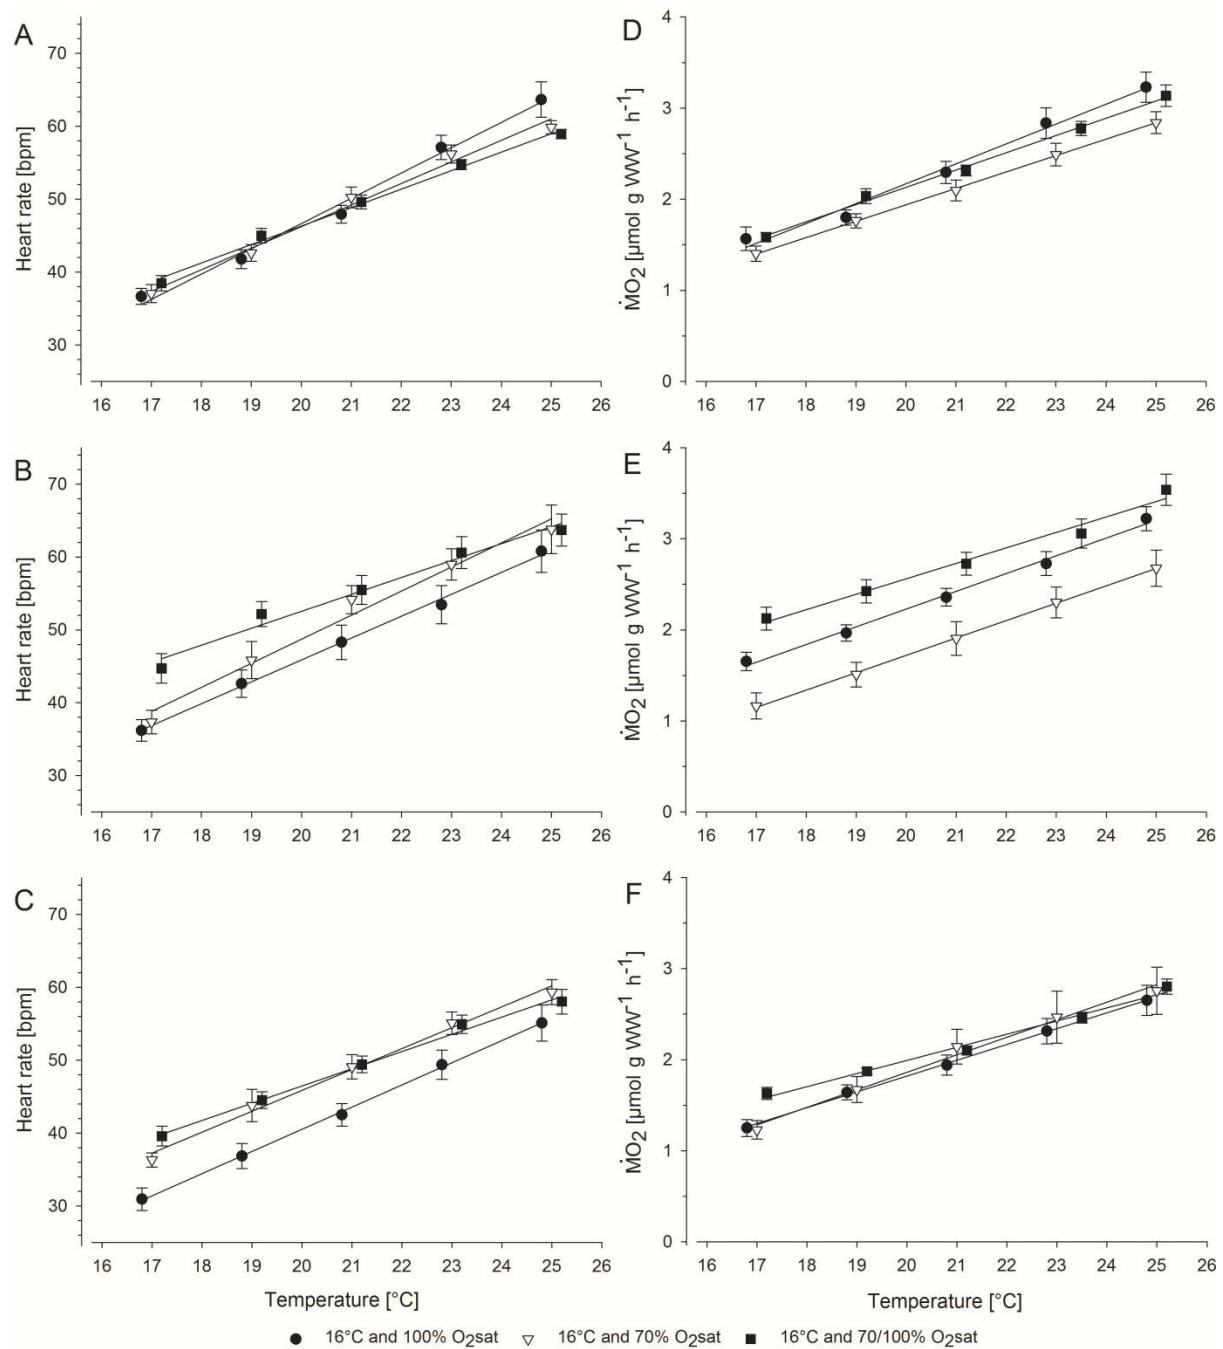 A
70
60
50
40
30
Heart rate [bpm]
16 17 18 19 20 21 22 23 24 25 26
D
4
3
2
1
0
ṀO2 [µmol g WW-1 h-1]
16 17 18 19 20 21 22 23 24 25 26
B
70
60
50
40
30
Heart rate [bpm]
16 17 18 19 20 21 22 23 24 25 26
E
4
3
2
1
0
ṀO2 [µmol g WW-1 h-1]
16 17 18 19 20 21 22 23 24 25 26
C
70
60
50
40
30
Heart rate [bpm]
16 17 18 19 20 21 22 23 24 25 26
Temperature [°C]
F
4
3
2
1
0
ṀO2 [µmol g WW-1 h-1]
16 17 18 19 20 21 22 23 24 25 26
Temperature [°C]
16°C and 100% O2sat 16°C and 70% O2sat 16°C and 70/100% O2sat